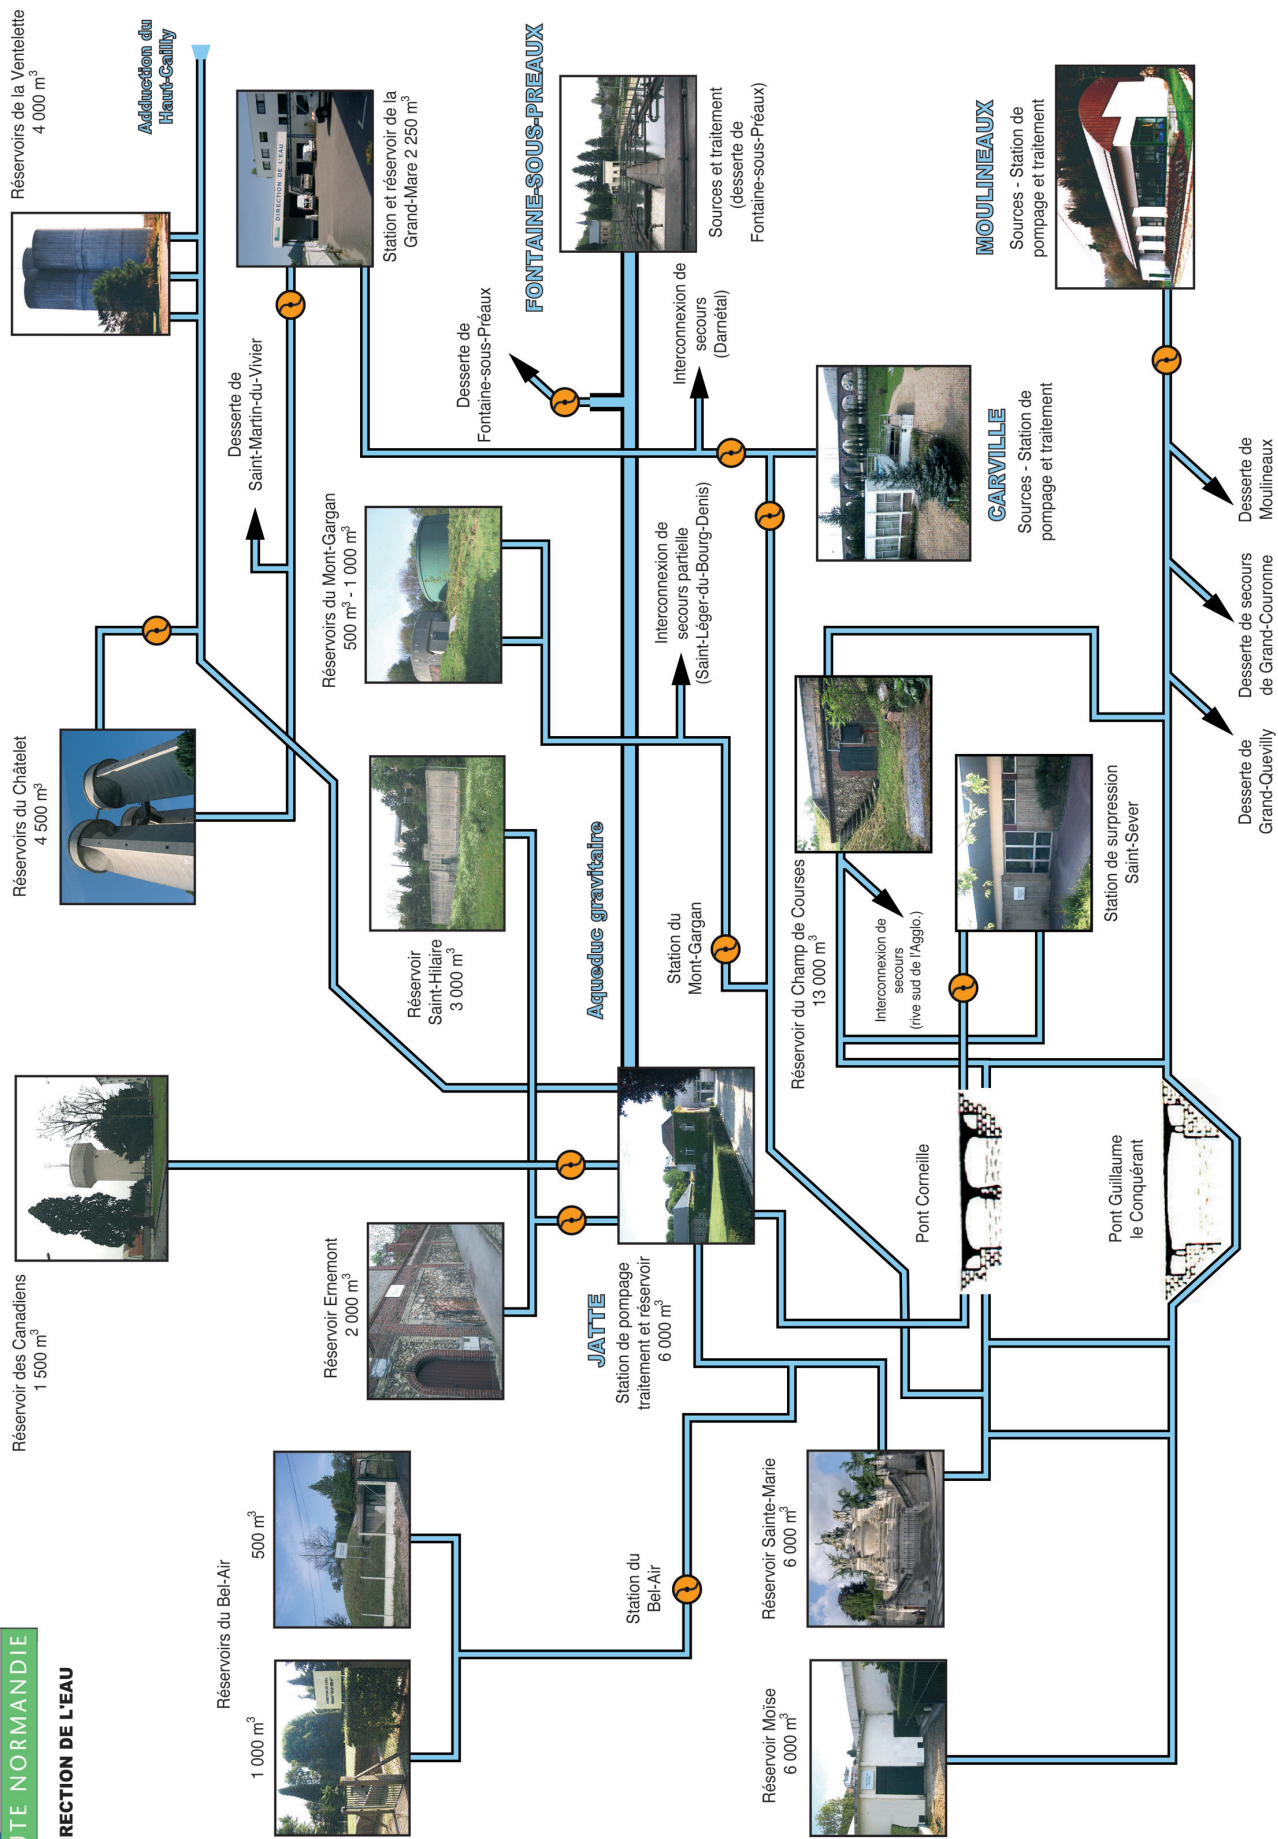 UTE NORMANDIE
RECTION DE L'EAU
Réservoir des Canadiens
1 500 m³
Réservoirs du Châtelet
4 500 m³
Réservoirs de la Ventelette
4 000 m³
Adduction du
Haut-Cailly
Desserte de
Saint-Martin-du-Vivier
DIRECTION DE L'EAU
Station et réservoir de la
Grand-Mare 2 250 m³
Réservoirs du Bel-Air
1 000 m³
500 m³
Réservoir Ernemont
2 000 m³
Réservoir
Saint-Hilaire
3 000 m³
Réservoirs du Mont-Gargan
500 m³ - 1 000 m³
Desserte de
Fontaine-sous-Préaux
FONTAINE-SOUS-PREAUX
Sources et traitement
(desserte de
Fontaine-sous-Préaux)
Aqueduc gravitaire
JATTE
Station de pompage
traitement et réservoir
6 000 m³
Station du
Bel-Air
Station du
Mont-Gargan
Interconnexion de
secours partielle
(Saint-Léger-du-Bourg-Denis)
Interconnexion de
secours
(Darnétal)
Réservoir Moïse
6 000 m³
Réservoir Sainte-Marie
6 000 m³
Réservoir du Champ de Courses
13 000 m³
Interconnexion de
secours
(rive sud de l'Agglo.)
CARVILLE
Sources - Station de
pompage et traitement
MOULINEAUX
Sources - Station de
pompage et traitement
Pont Corneille
Station de surpression
Saint-Sever
Pont Guillaume
le Conquérant
Desserte de
Grand-Quevilly
Desserte de secours
de Grand-Couronne
Desserte de
Moulineaux